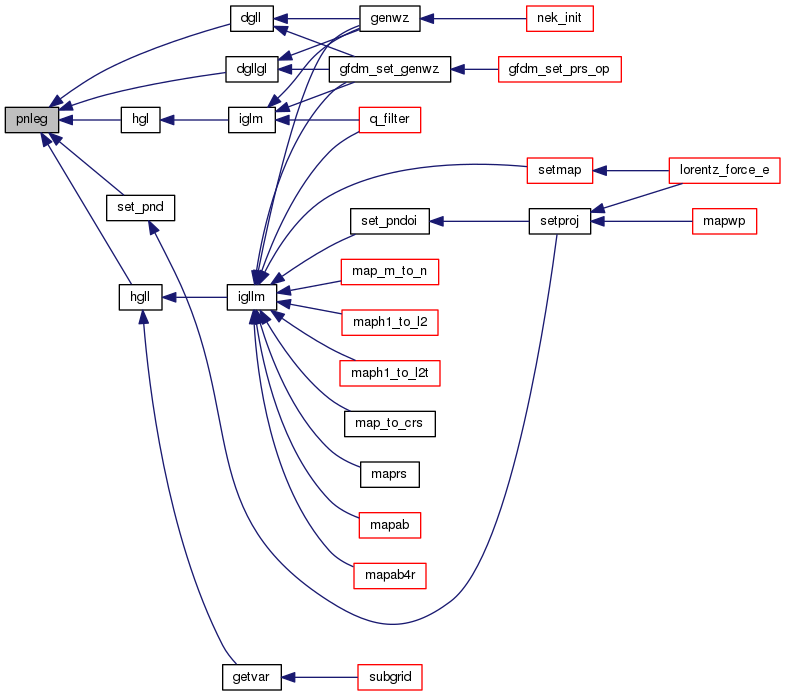 dgll
genwz
nek_init
dgllgl
gfdm_set_genwz
gfdm_set_prs_op
pnleg
hgl
iglm
q_filter
setmap
lorentz_force_e
set_pnd
set_pndoi
setproj
mapwp
map_m_to_n
hgll
igllm
maph1_to_l2
maph1_to_l2t
map_to_crs
maprs
mapab
mapab4r
getvar
subgrid